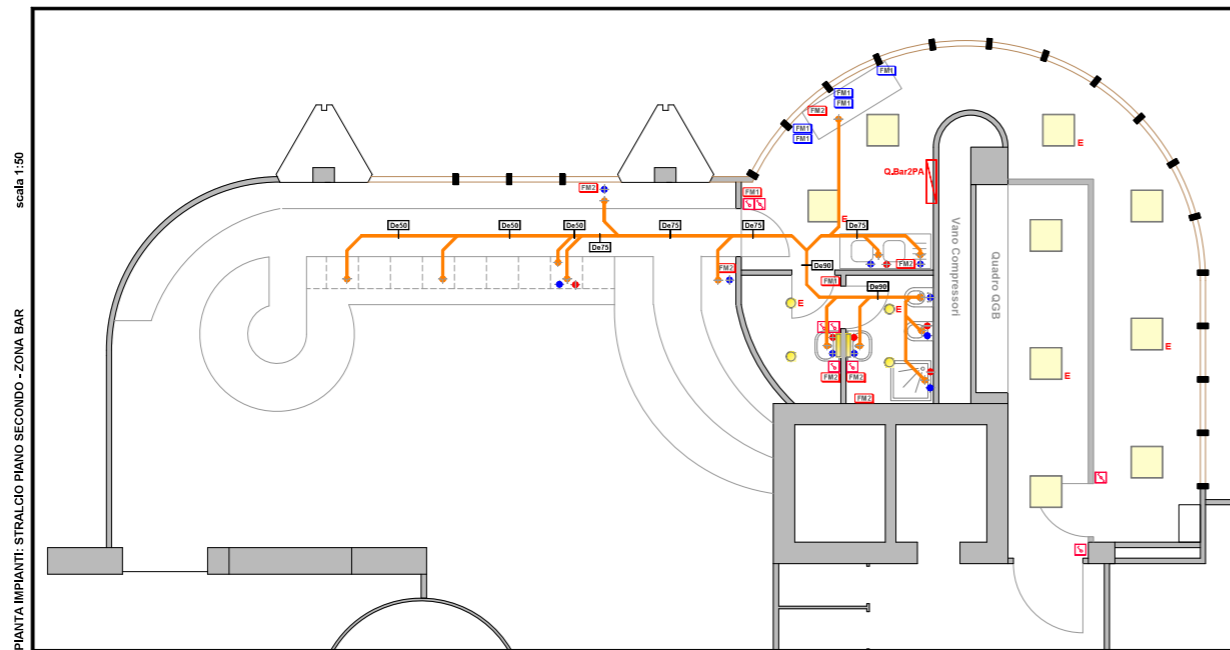 PIANTA IMPIANTI: STRALCIO PIANO SECONDO - ZONA BAR
scala 1:50
FM1
FM1
FM1
FM2
FM1
FM1
E
Q.Bar2PA
FM2
FM1
E
De50
De50
De50
De75
De75
De75
De75
FM2
De90
FM2
FM1
De90
E
E
E
E
FM2
FM2
FM2
Vano Compressori
Quadro QGB